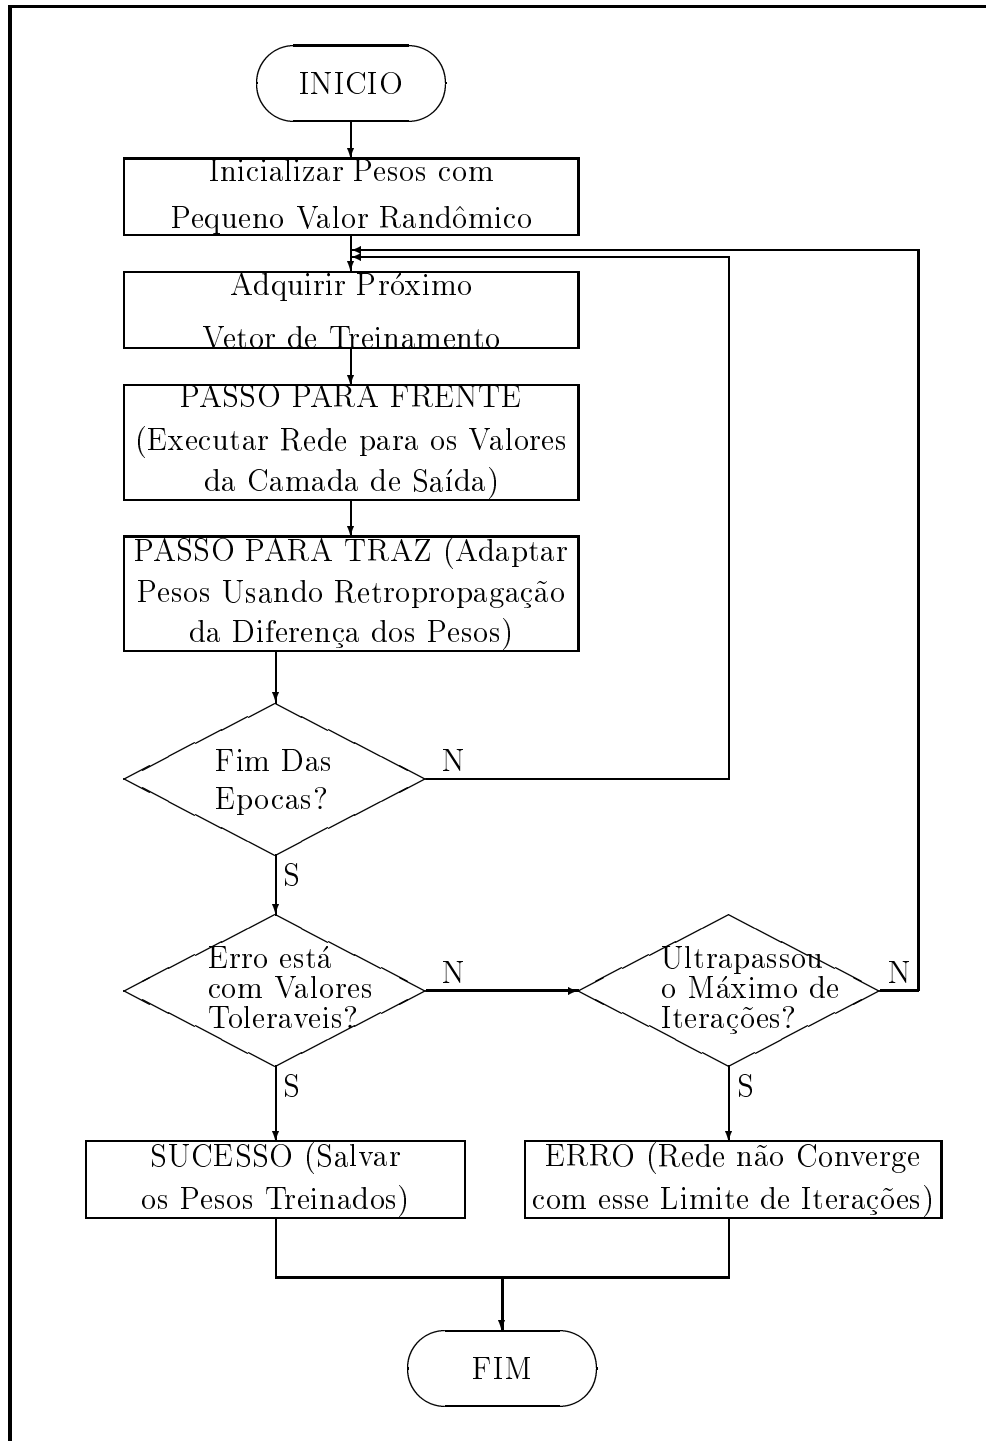 INICIO
Inicializar Pesos com
Pequeno Valor Randômico
Adquirir Próximo
Vetor de Treinamento
PASSO PARA FRENTE
(Executar Rede para os Valores
da Camada de Saída)
PASSO PARA TRAZ (Adaptar
Pesos Usando Retropropagação
da Diferença dos Pesos)
Fim Das
Epocas?
N
S
Erro está
com Valores
Toleraveis?
N
S
Ultrapassou
o Máximo de
Iterações?
N
S
SUCESSO (Salvar
os Pesos Treinados)
ERRO (Rede não Converge
com esse Limite de Iterações)
FIM